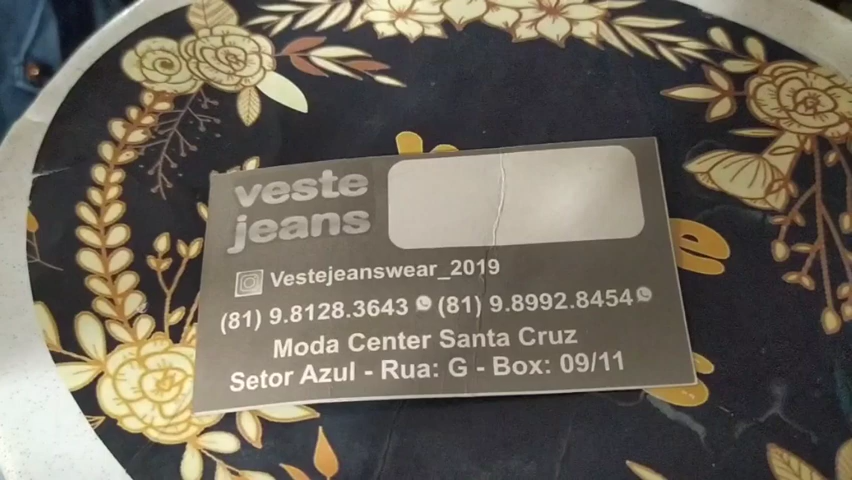 veste
jeans
Vestejeanswear_2019
(81) 9.8128.3643 (81) 9.8992.8454
Moda Center Santa Cruz
Setor Azul - Rua: G - Box: 09/11